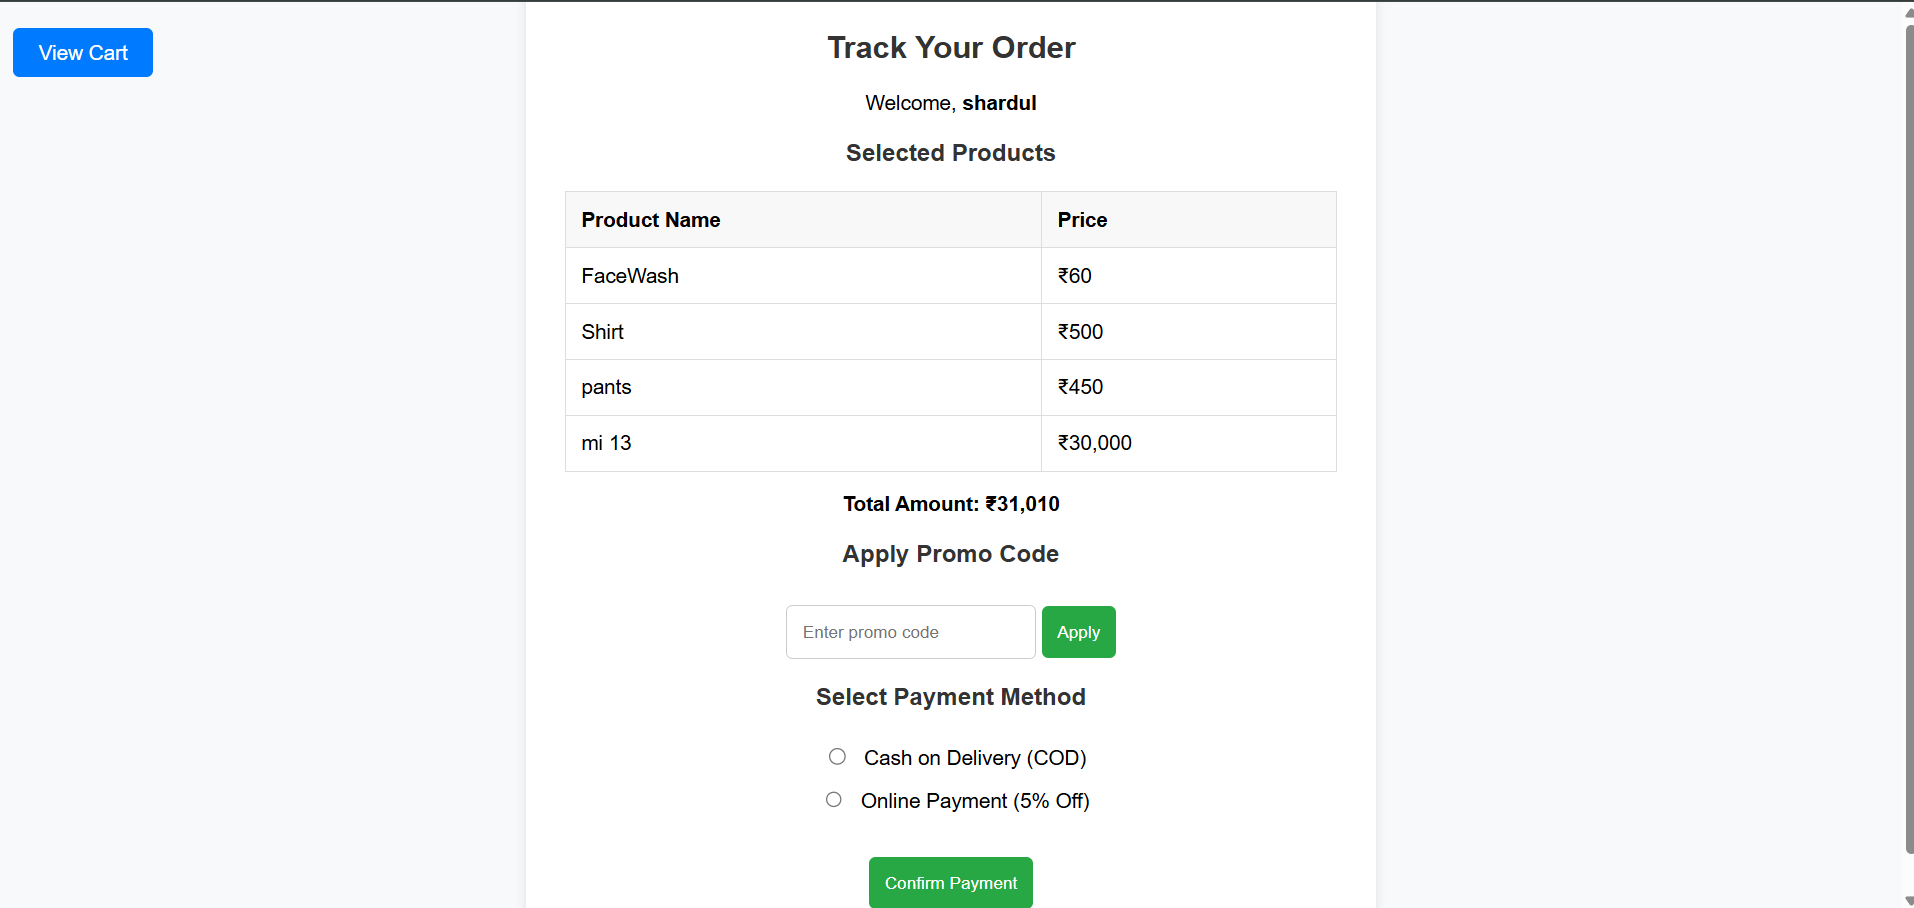 View Cart
Track Your Order
Welcome, shardul
Selected Products
Product Name Price
FaceWash ₹60
Shirt ₹500
pants ₹450
mi 13 ₹30,000
Total Amount: ₹31,010
Apply Promo Code
Enter promo code Apply
Select Payment Method
Cash on Delivery (COD)
Online Payment (5% Off)
Confirm Payment